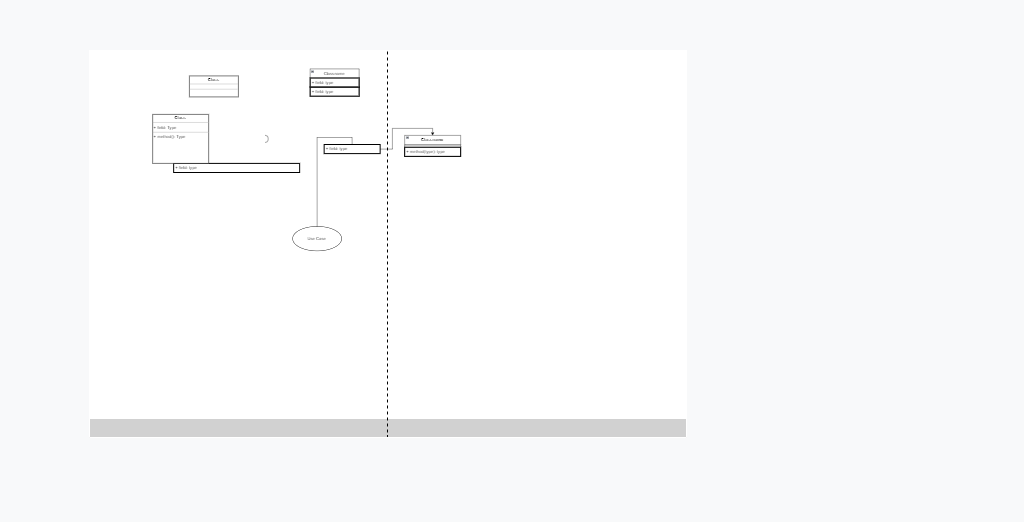 Class
Classname
+ field: type
+ field: type
Class
+ field: Type
+ method(): Type
+ field: type
+ field: type
Classname
+ method(type): type
Use Case